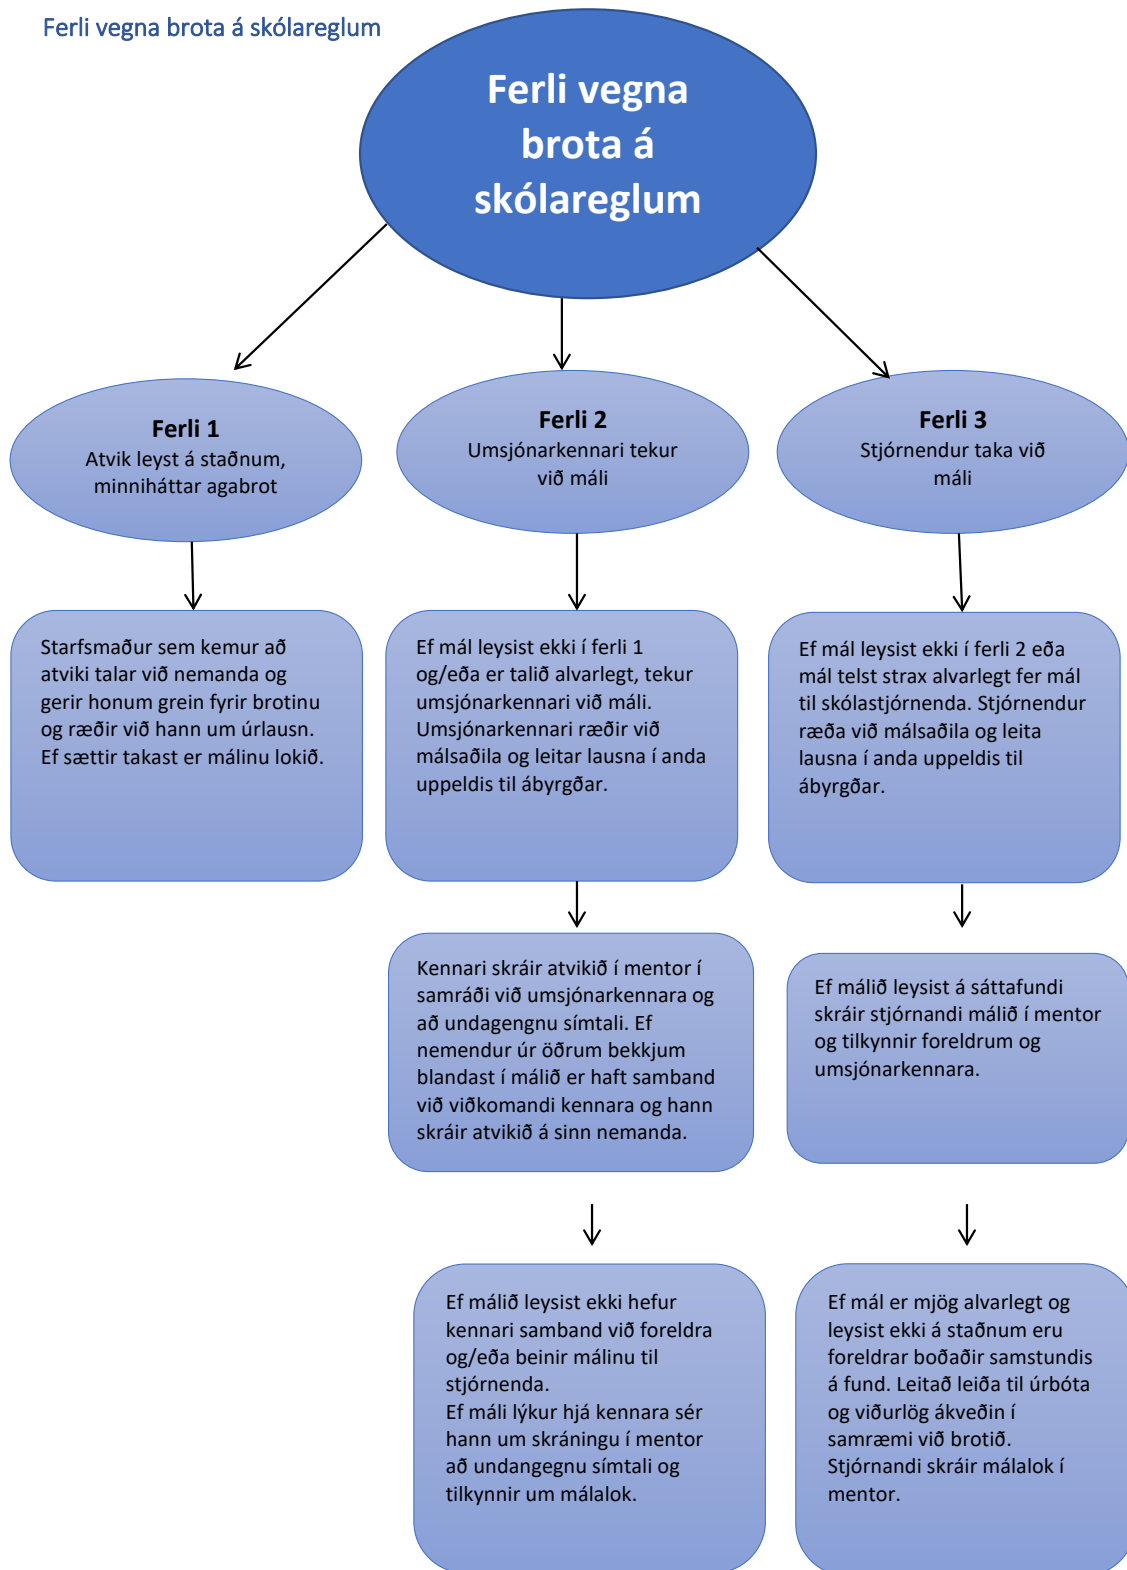 Ferli vegna brota á skólareglum
Ferli vegna
brota á
skólareglum
Ferli 1
Atvik leyst á staðnum,
minniháttar agabrot
Ferli 2
Umsjónarkennari tekur
við máli
Ferli 3
Stjórnendur taka við
máli
Starfsmaður sem kemur að
atviki talar við nemanda og
gerir honum grein fyrir brotinu
og ræðir við hann um úrlausn.
Ef sættir takast er málinu lokið.
Ef mál leysist ekki í ferli 1
og/eða er talið alvarlegt, tekur
umsjónarkennari við máli.
Umsjónarkennari ræðir við
málsaðila og leitar lausna í anda
uppeldis til ábyrgðar.
Ef mál leysist ekki í ferli 2 eða
mál telst strax alvarlegt fer mál
til skólastjórnenda. Stjórnendur
ræða við málsaðila og leita
lausna í anda uppeldis til
ábyrgðar.
Kennari skráir atvikið í mentor í
samráði við umsjónarkennara og
að undagengnu símtali. Ef
nemendur úr öðrum bekkjum
blandast í málið er haft samband
við viðkomandi kennara og hann
skráir atvikið á sinn nemanda.
Ef málið leysist á sáttafundi
skráir stjórnandi málið í mentor
og tilkynnir foreldrum og
umsjónarkennara.
Ef málið leysist ekki hefur
kennari samband við foreldra
og/eða beinir málinu til
stjórnenda.
Ef máli lýkur hjá kennara sér
hann um skráningu í mentor
að undangegnu símtali og
tilkynnir um málalok.
Ef mál er mjög alvarlegt og
leysist ekki á staðnum eru
foreldrar boðaðir samstundis
á fund. Leitað leiða til úrbóta
og viðurlög ákveðin í
samræmi við brotið.
Stjórnandi skráir málalok í
mentor.